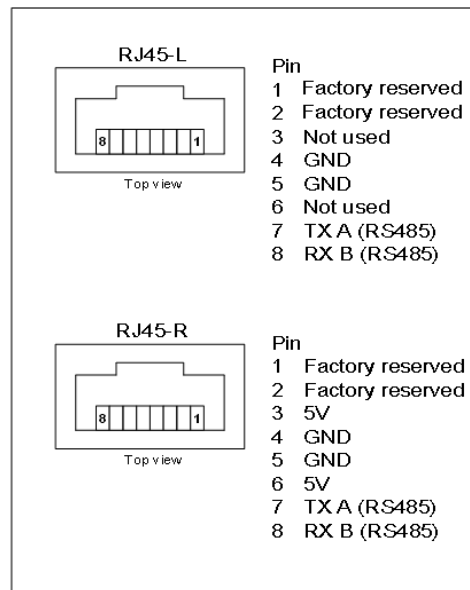 RJ45-L
8 1
Top view
Pin
1 Factory reserved
2 Factory reserved
3 Not used
4 GND
5 GND
6 Not used
7 TX A (RS485)
8 RX B (RS485)
RJ45-R
8 1
Top view
Pin
1 Factory reserved
2 Factory reserved
3 5V
4 GND
5 GND
6 5V
7 TX A (RS485)
8 RX B (RS485)